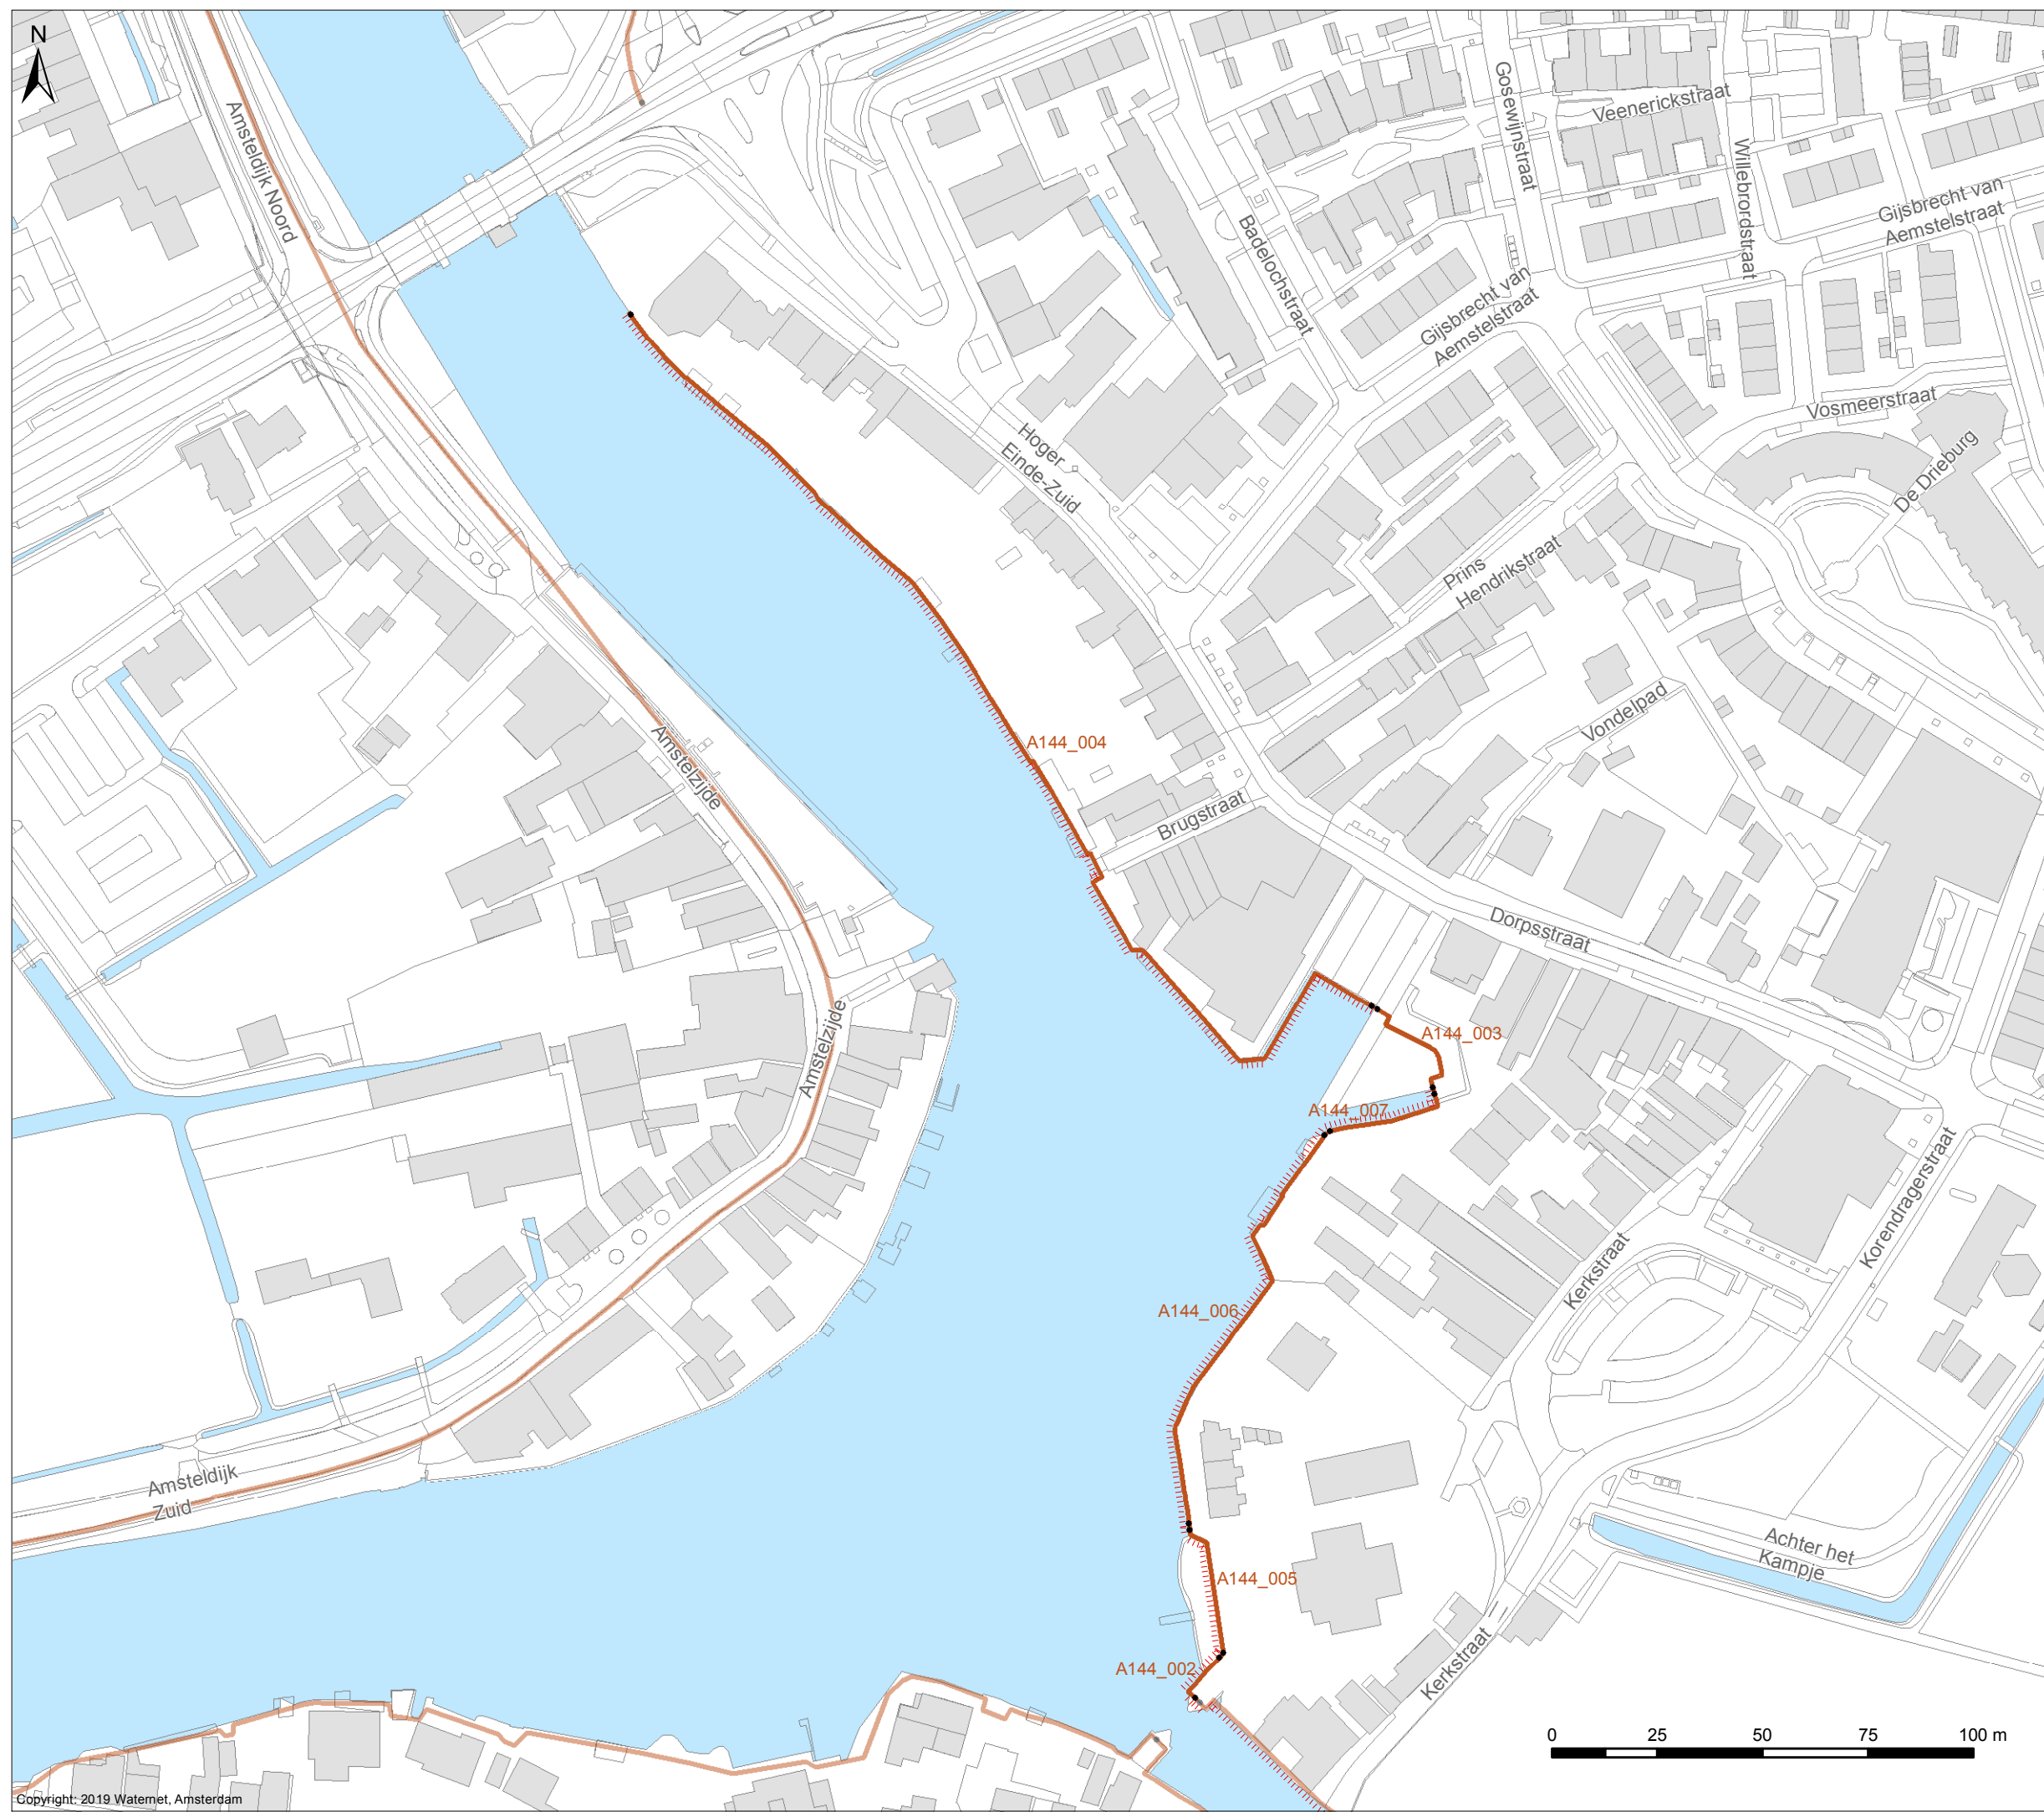 N
Amsteldijk Noord
Gosewijnstraat
Veenerickstraat
Willebrordstraat
Gijsbrecht van
Aemstelstraat
Badelochstraat
Gijsbrecht van
Aemstelstraat
Vosmeerstraat
De Drieburg
Hoger
Einde-Zuid
Prins
Hendrikstraat
Vondelpad
Amstelzijde
A144_004
Brugstraat
Dorpsstraat
Amstelzijde
A144_003
A144_007
Korendragerstraat
Kerkstraat
A144_006
Amsteldijk
Zuid
Achter het
Kampje
A144_005
Kerkstraat
A144_002
0 25 50 75 100 m
Copyright: 2019 Waternet, Amsterdam